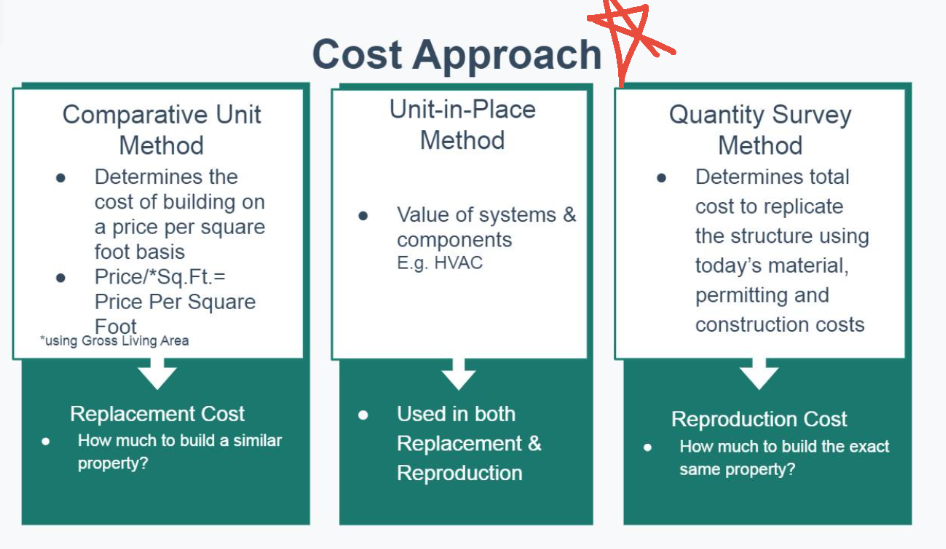 Cost Approach
Comparative Unit
Method
● Determines the
cost of building on
a price per square
foot basis
● Price/*Sq.Ft.=
Price Per Square
Foot
*using Gross Living Area
Replacement Cost
● How much to build a similar
property?
Unit-in-Place
Method
● Value of systems &
components
E.g. HVAC
● Used in both
Replacement &
Reproduction
Quantity Survey
Method
● Determines total
cost to replicate
the structure using
today's material,
permitting and
construction costs
Reproduction Cost
● How much to build the exact
same property?